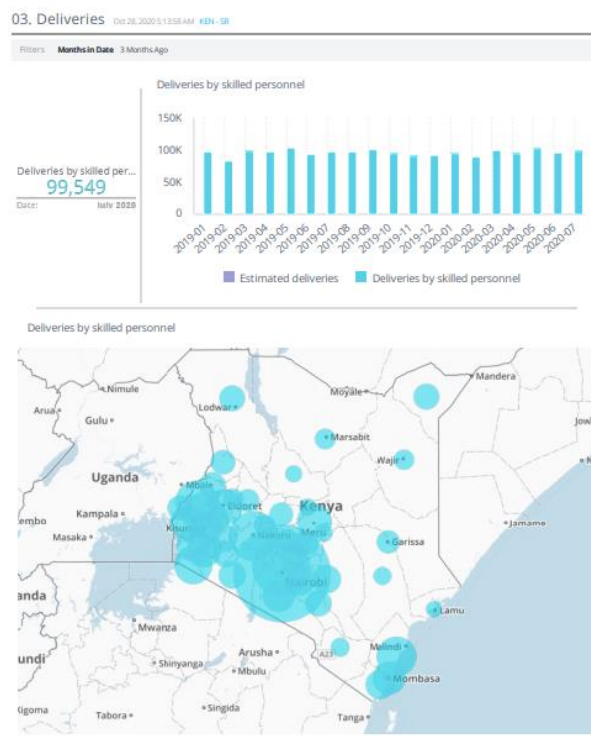 03. Deliveries Oct 28, 2020 5:13:58 AM KEN - SR
Filters Months in Date 3 Months Ago
Deliveries by skilled personnel
150K
100K
50K
0
Deliveries by skilled per...
99,549
Date: July 2020
2019-01 2019-02 2019-03 2019-04 2019-05 2019-06 2019-07 2019-08 2019-09 2019-10 2019-11 2019-12 2020-01 2020-02 2020-03 2020-04 2020-05 2020-06 2020-07
Estimated deliveries Deliveries by skilled personnel
Deliveries by skilled personnel
Mandera
Nimule
Moyale
Arua
Lodwar
Gulu
Marsabit
Wajir
Uganda
Mbale
Kampala
Eldoret
Kenya
Jamame
Masaka
Nakuru
Meru
Garissa
Nairobi
anda
Lamu
Mwanza
Arusha
A23
Malindi
undi
Shinyanga
Mbulu
Mombasa
igoma
Tabora
Singida
Tanga